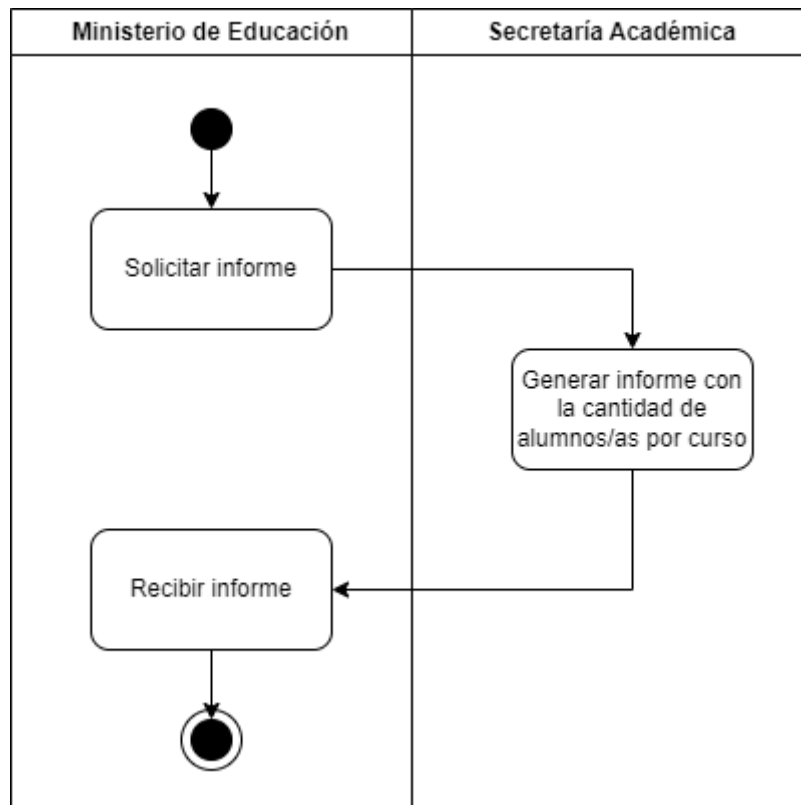 Ministerio de Educación
Secretaría Académica
Solicitar informe
Generar informe con
la cantidad de
alumnos/as por curso
Recibir informe